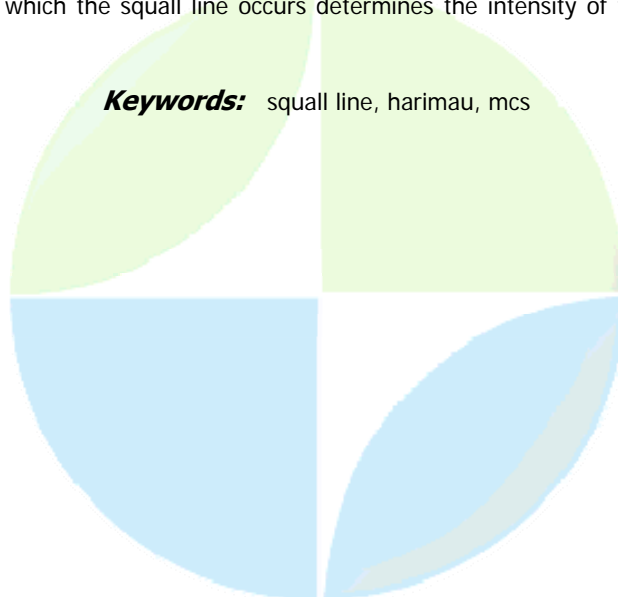 which the squall line occurs determines the intensity of
Keywords: squall line, harimau, mcs